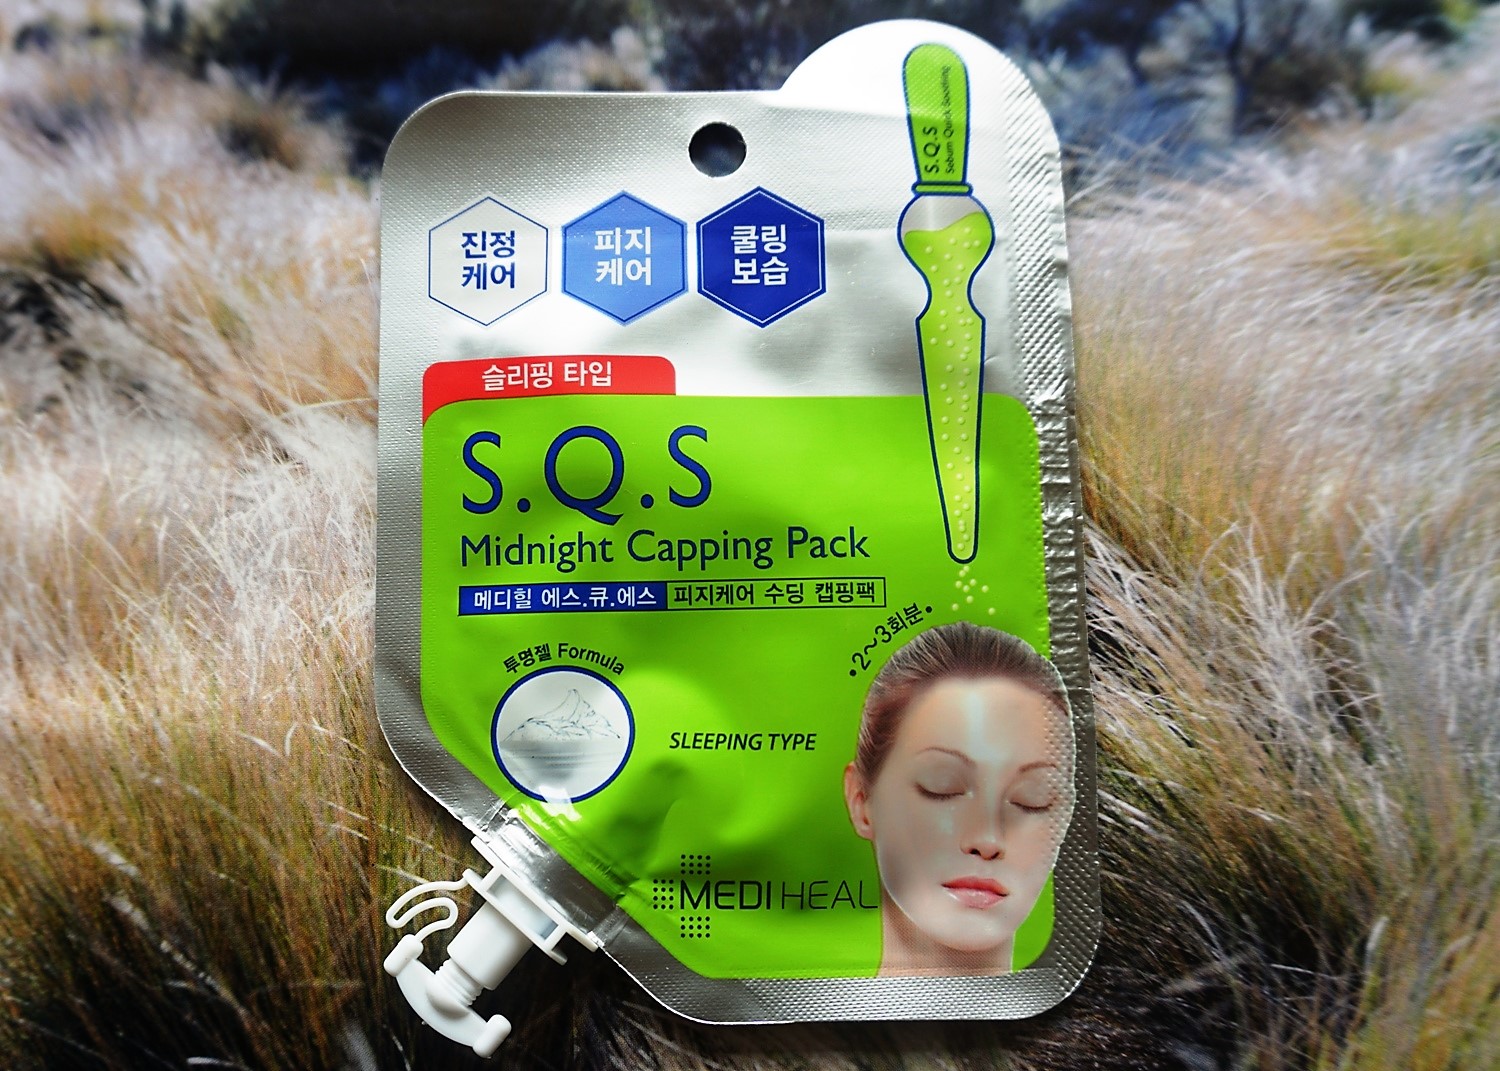 S.Q.S
Sebum Quick Soothing
진정
케어
피지
케어
쿨링
보습
슬리핑 타입
S.Q.S
Midnight Capping Pack
메디힐 에스.큐.에스 피지케어 수딩 캡핑팩
•2~3회분•
투명젤 Formula
SLEEPING TYPE
MEDIHEAL